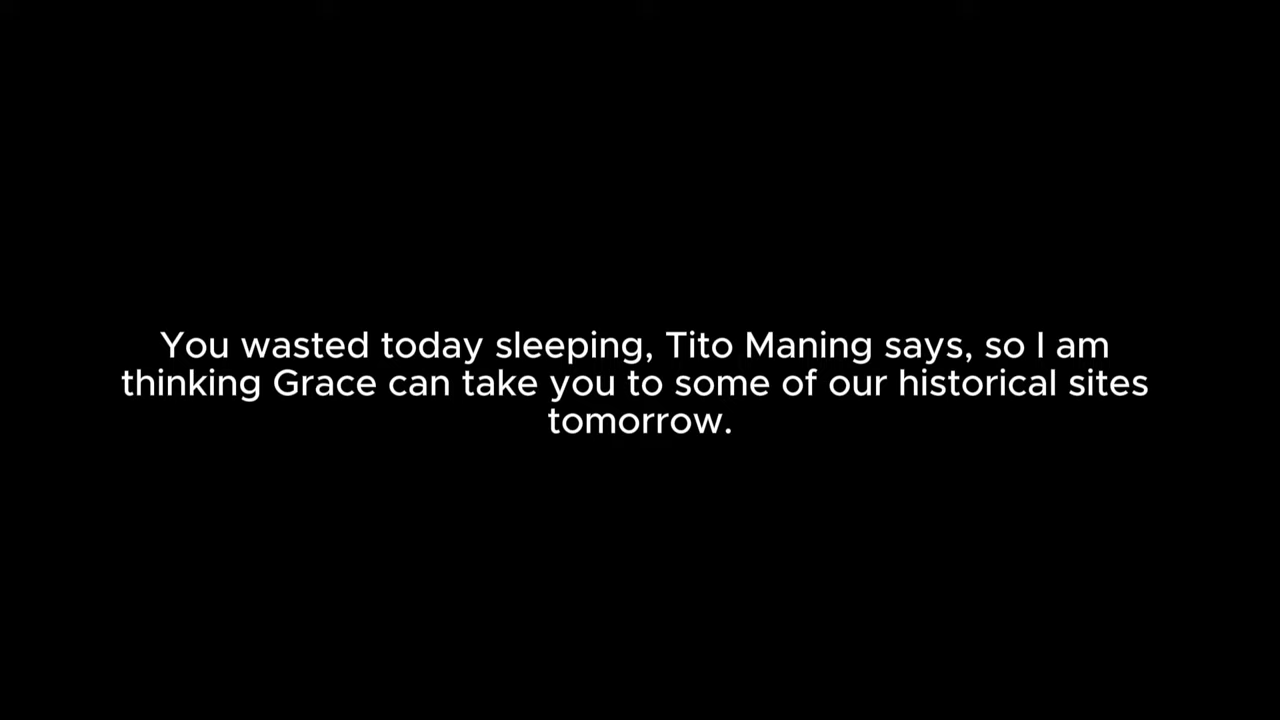 You wasted today sleeping, Tito Maning says, so I am
thinking Grace can take you to some of our historical sites
tomorrow.